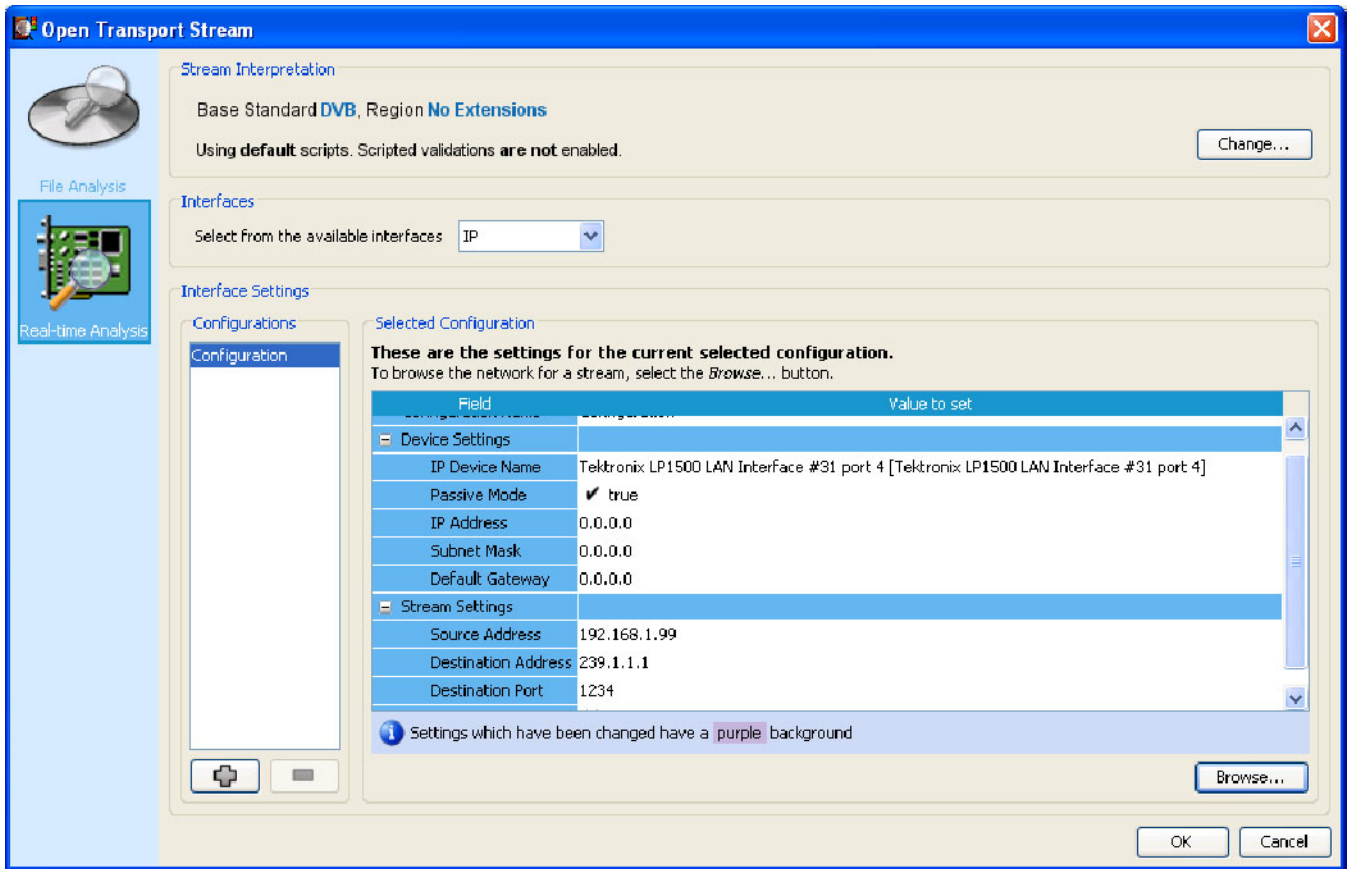 Open Transport Stream
File Analysis
Real-time Analysis
Stream Interpretation
Base Standard DVB, Region No Extensions
Using default scripts. Scripted validations are not enabled.
Change...
Interfaces
Select from the available interfaces IP
Interface Settings
Configurations
Configuration
Selected Configuration
These are the settings for the current selected configuration.
To browse the network for a stream, select the Browse... button.
Field Value to set
Device Settings
IP Device Name Tektronix LP1500 LAN Interface #31 port 4 [Tektronix LP1500 LAN Interface #31 port 4]
Passive Mode true
IP Address 0.0.0.0
Subnet Mask 0.0.0.0
Default Gateway 0.0.0.0
Stream Settings
Source Address 192.168.1.99
Destination Address 239.1.1.1
Destination Port 1234
Settings which have been changed have a purple background
Browse...
OK Cancel